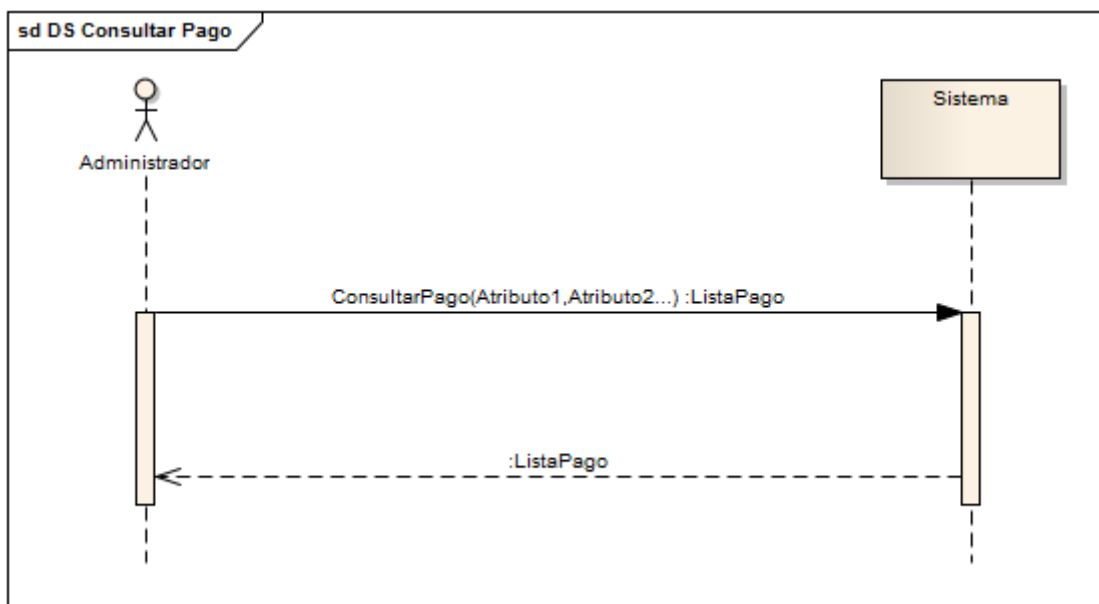 sd DS Consultar Pago
Sistema
Administrador
ConsultarPago(Atributo1,Atributo2...) :ListaPago
:ListaPago